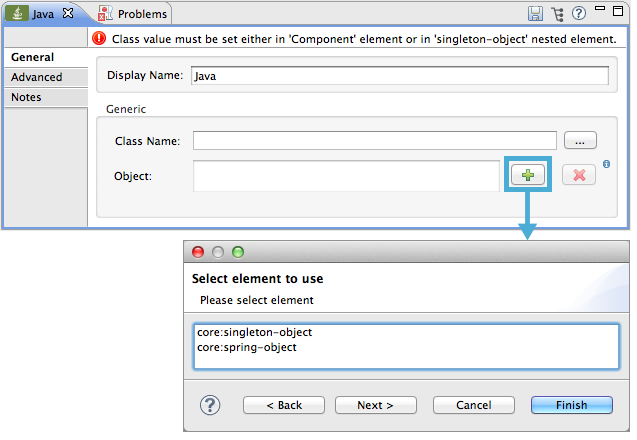 Java
Problems
Class value must be set either in 'Component' element or in 'singleton-object' nested element.
General
Advanced
Notes
Display Name: Java
Generic
Class Name:
...
Object:
Select element to use
Please select element
core:singleton-object
core:spring-object
? < Back Next > Cancel Finish